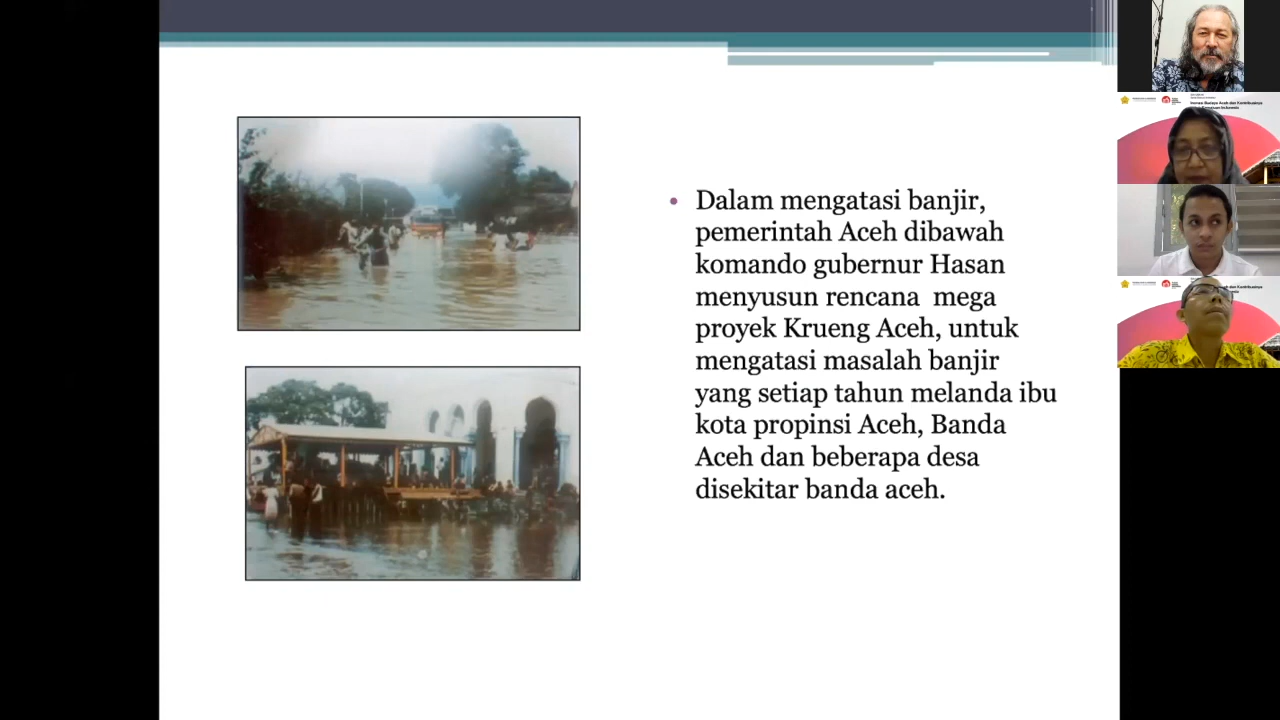 Dalam mengatasi banjir,
pemerintah Aceh dibawah
komando gubernur Hasan
menyusun rencana mega
proyek Krueng Aceh, untuk
mengatasi masalah banjir
yang setiap tahun melanda ibu
kota propinsi Aceh, Banda
Aceh dan beberapa desa
disekitar banda aceh.